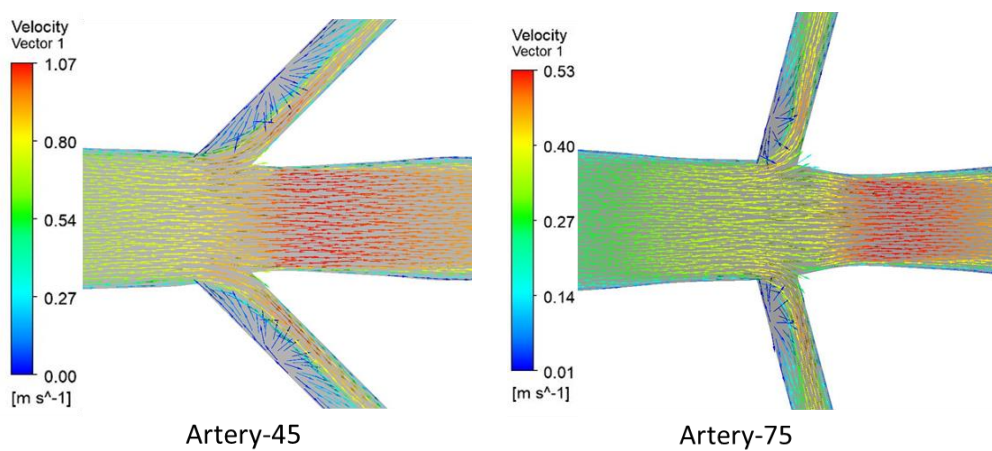 Velocity
Vector 1
1.07
0.80
0.54
0.27
0.00
[m s^-1]
Artery-45
Velocity
Vector 1
0.53
0.40
0.27
0.14
0.01
[m s^-1]
Artery-75